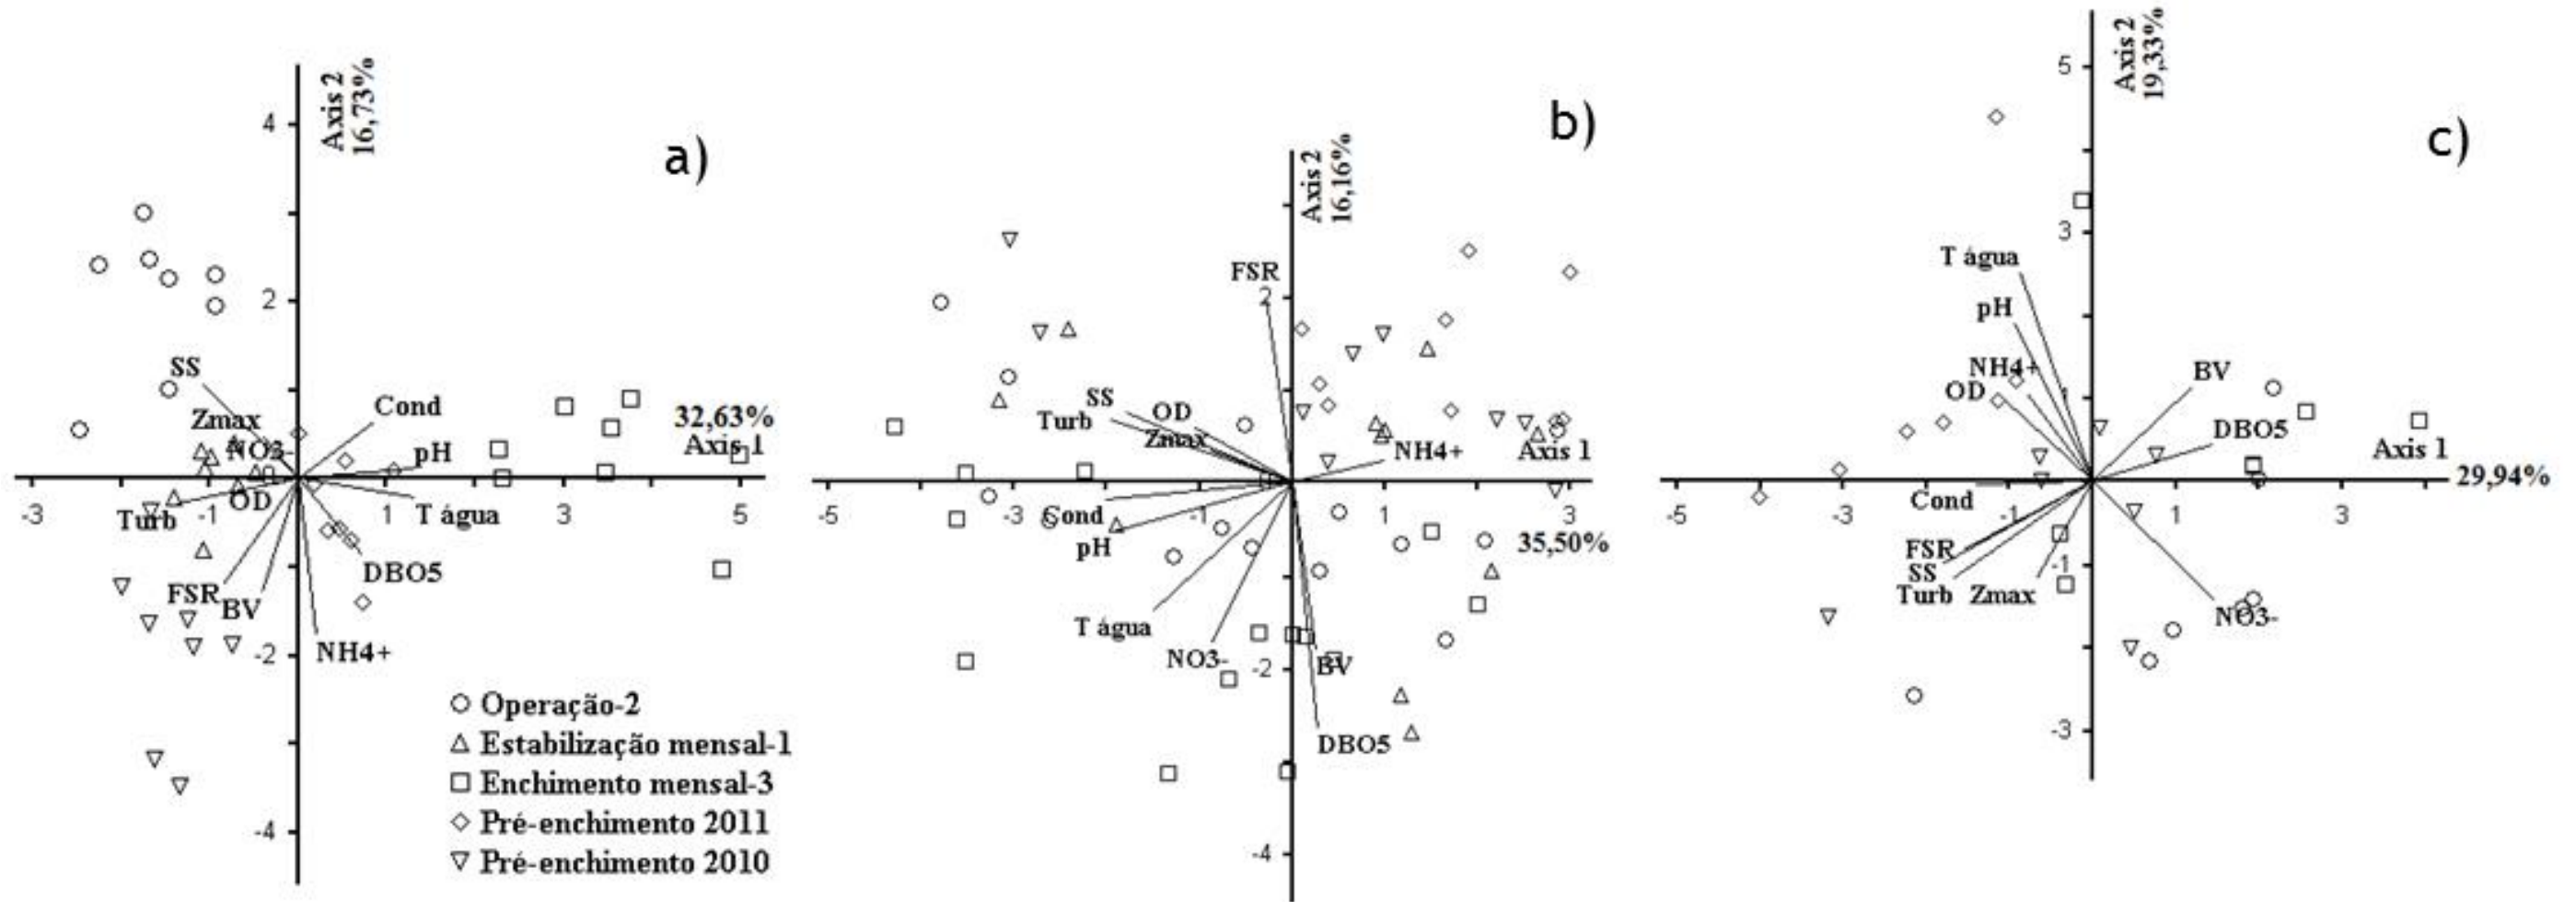 a)
Axis 2
16,73%
4
2
-2
-4
-3
-1
1
3
5
SS
Zmax
NO3-
OD
Turb
FSR
BV
NH4+
DBO5
T água
pH
Cond
32,63%
Axis 1
Operação-2
Estabilização mensal-1
Enchimento mensal-3
Pré-enchimento 2011
Pré-enchimento 2010
b)
Axis 2
16,16%
2
-2
-4
-5
-3
-1
1
3
FSR
SS
OD
Turb
Zmax
NH4+
Cond
pH
T água
NO3-
BV
DBO5
Axis 1
35,50%
c)
Axis 2
19,33%
5
3
1
-1
-3
-5
-3
-1
1
3
T água
pH
NH4+
OD
BV
DBO5
Cond
FSR
SS
Turb
Zmax
NO3-
Axis 1
29,94%